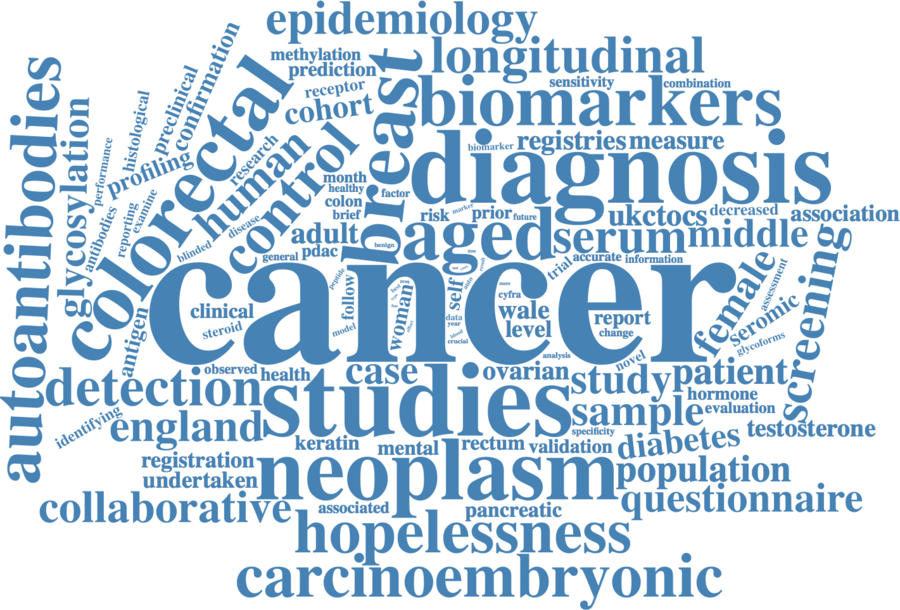 epidemiology
methylation
longitudinal
prediction
receptor
cohort
sensitivity
combination
biomarkers
breast
confirmation
preclinical
histological
autoantibodies
glycosylation
performance
profiling
colorectal
research
human
control
biomarker
registries
measure
diagnosis
month
healthy
colon
brief
factor
risk
marker
prior
future
ukctocs
decreased
association
antibodies
reporting
examine
blinded
disease
adult
pdac
general
benign
aged
serum
middle
trial
accurate
information
cancer
peptide
follow
model
woman
self
data
year
blood
crucial
cyfra
wale
level
report
change
clinical
steroid
antigen
female
assessment
seromic
glycoforms
screening
analysis
novel
observed
health
case
ovarian
study
patient
detection
studies
hormone
sample
evaluation
identifying
england
specificity
keratin
mental
rectum
validation
diabetes
testosterone
registration
undertaken
neoplasm
population
collaborative
associated
pancreatic
questionnaire
hopelessness
carcinoembryonic